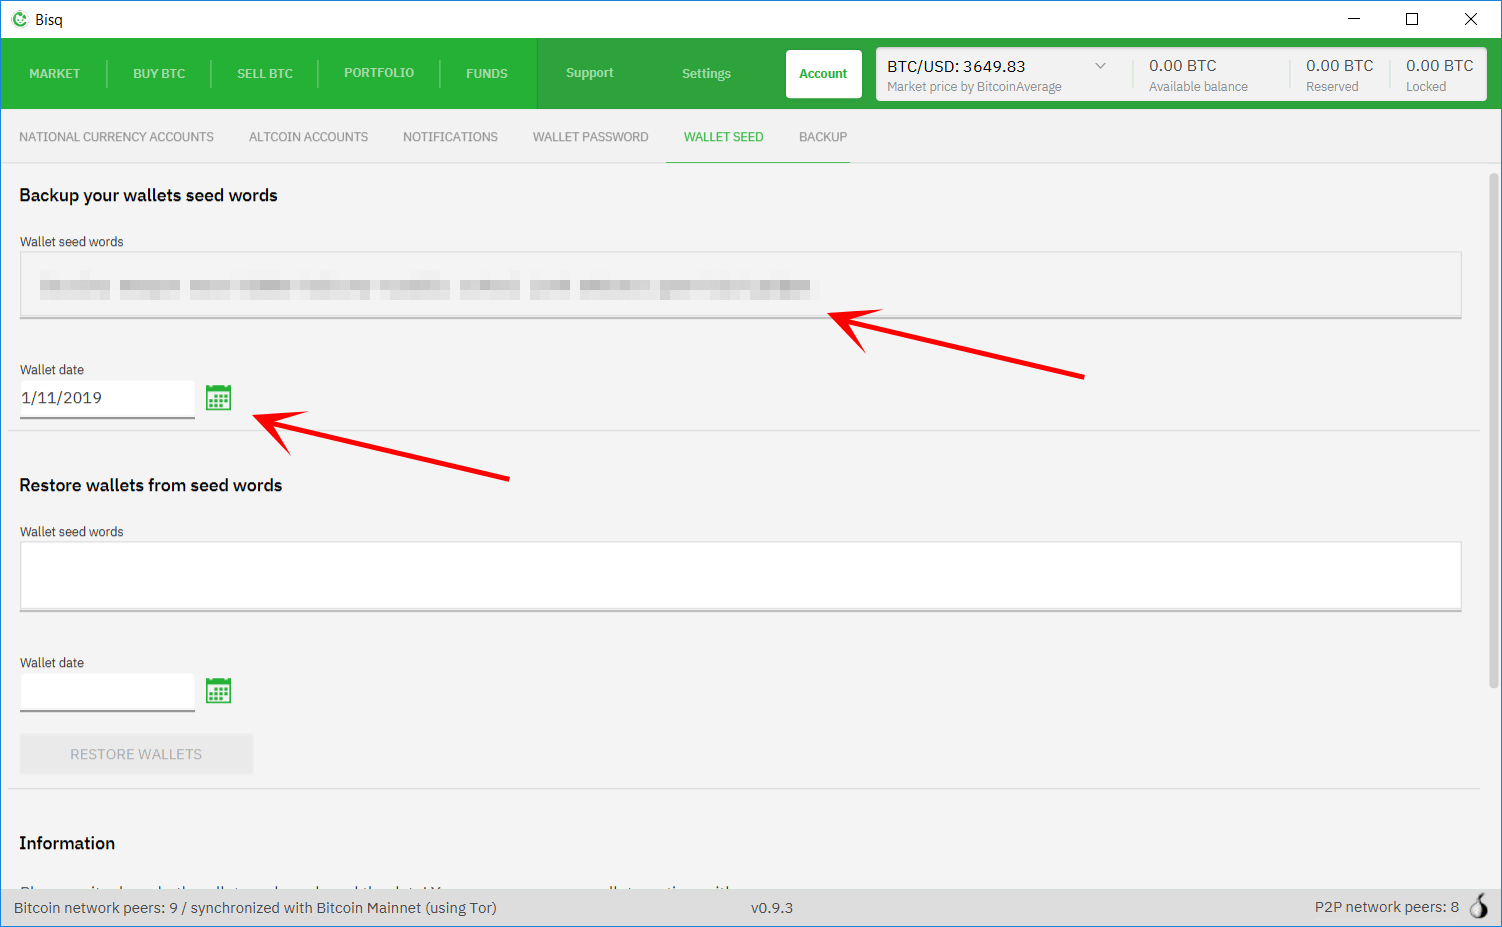 Bisq
MARKET BUY BTC SELL BTC PORTFOLIO FUNDS Support Settings Account
BTC/USD: 3649.83
Market price by BitcoinAverage
0.00 BTC
Available balance
0.00 BTC
Reserved
0.00 BTC
Locked
NATIONAL CURRENCY ACCOUNTS ALTCOIN ACCOUNTS NOTIFICATIONS WALLET PASSWORD WALLET SEED BACKUP
Backup your wallets seed words
Wallet seed words
Wallet date
1/11/2019
Restore wallets from seed words
Wallet seed words
Wallet date
RESTORE WALLETS
Information
Bitcoin network peers: 9 / synchronized with Bitcoin Mainnet (using Tor) v0.9.3 P2P network peers: 8